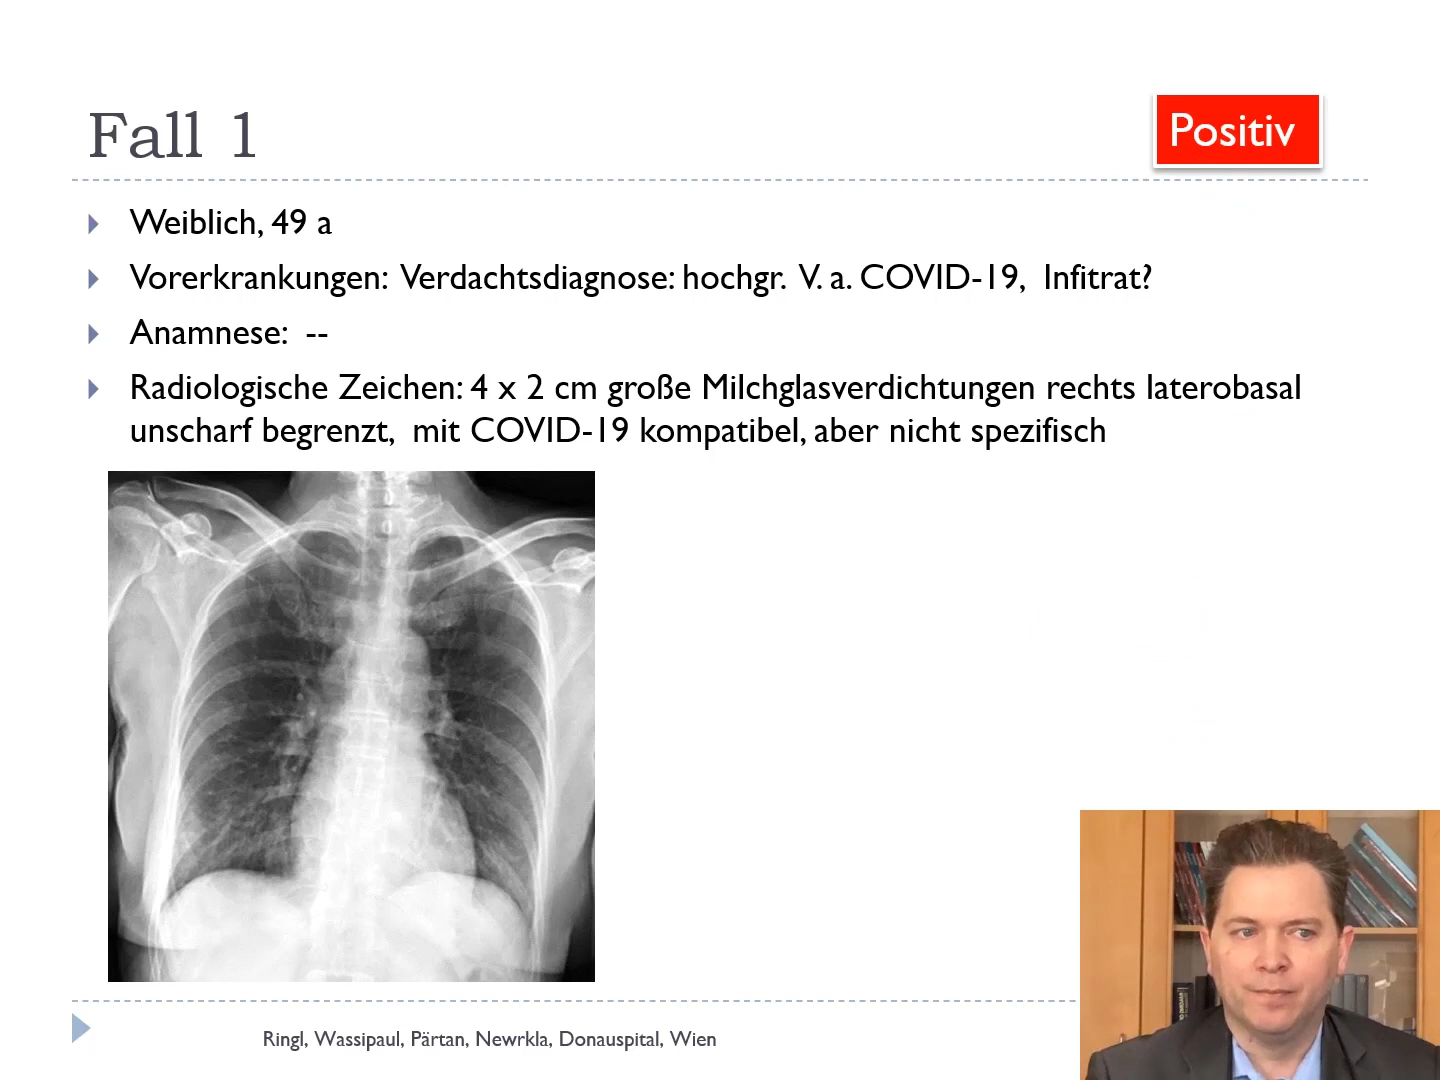 Fall 1
Positiv
Weiblich, 49 a
Vorerkrankungen: Verdachtsdiagnose: hochgr. V. a. COVID-19, Infitrat?
Anamnese: --
Radiologische Zeichen: 4 x 2 cm große Milchglasverdichtungen rechts laterobasal
unscharf begrenzt, mit COVID-19 kompatibel, aber nicht spezifisch
Ringl, Wassipaul, Pärtan, Newrkla, Donauspital, Wien